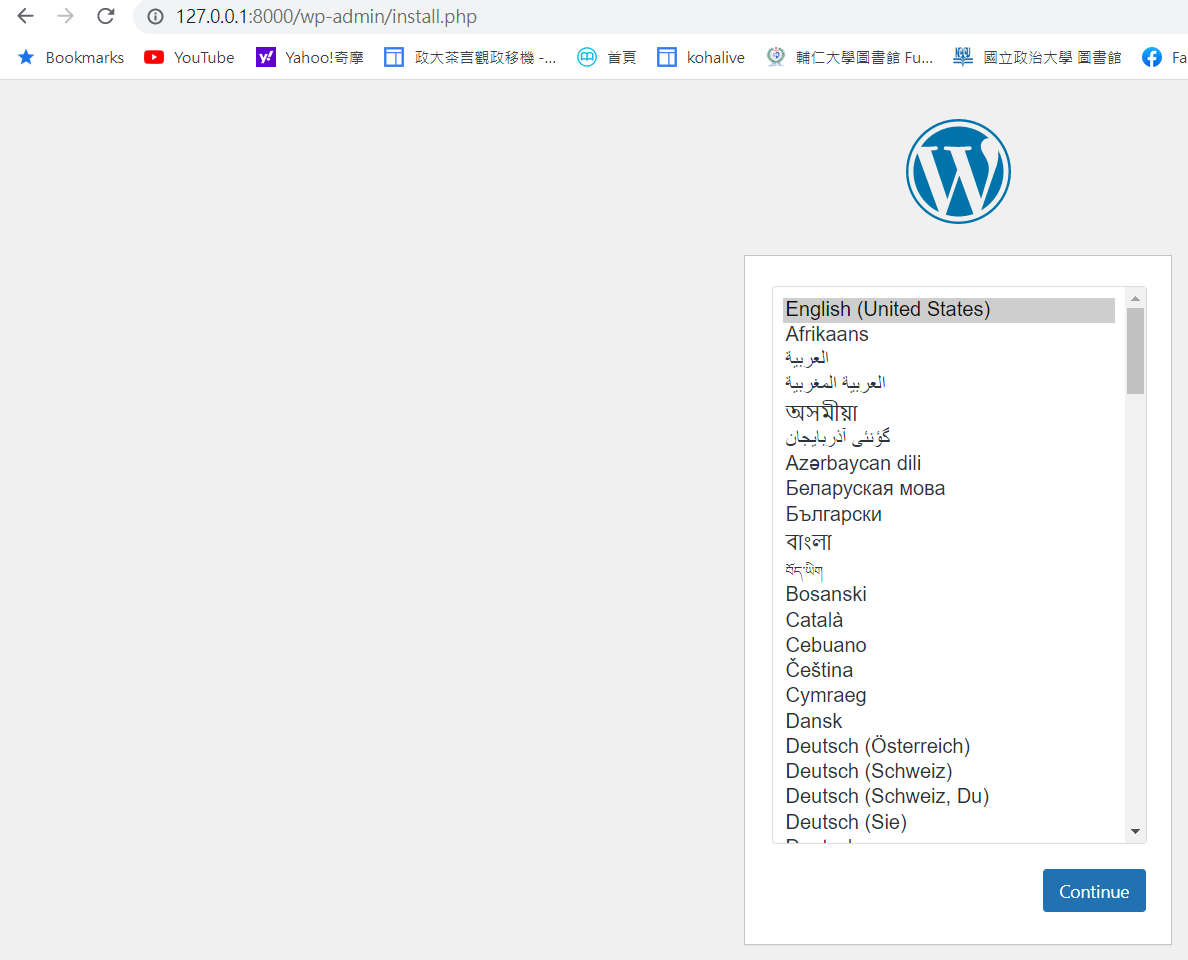 127.0.0.1:8000/wp-admin/install.php
Bookmarks YouTube Yahoo!奇摩 政大茶言觀政移機 -... 首頁 kohalive 輔仁大學圖書館 Fu... 國立政治大學 圖書館 Fa
English (United States)
Afrikaans
العربية
العربية المغربية
অসমীয়া
گؤنئی آذربایجان
Azərbaycan dili
Беларуская мова
Български
বাংলা
བོད་ཡིག
Bosanski
Català
Cebuano
Čeština
Cymraeg
Dansk
Deutsch (Österreich)
Deutsch (Schweiz)
Deutsch (Schweiz, Du)
Deutsch (Sie)
Continue